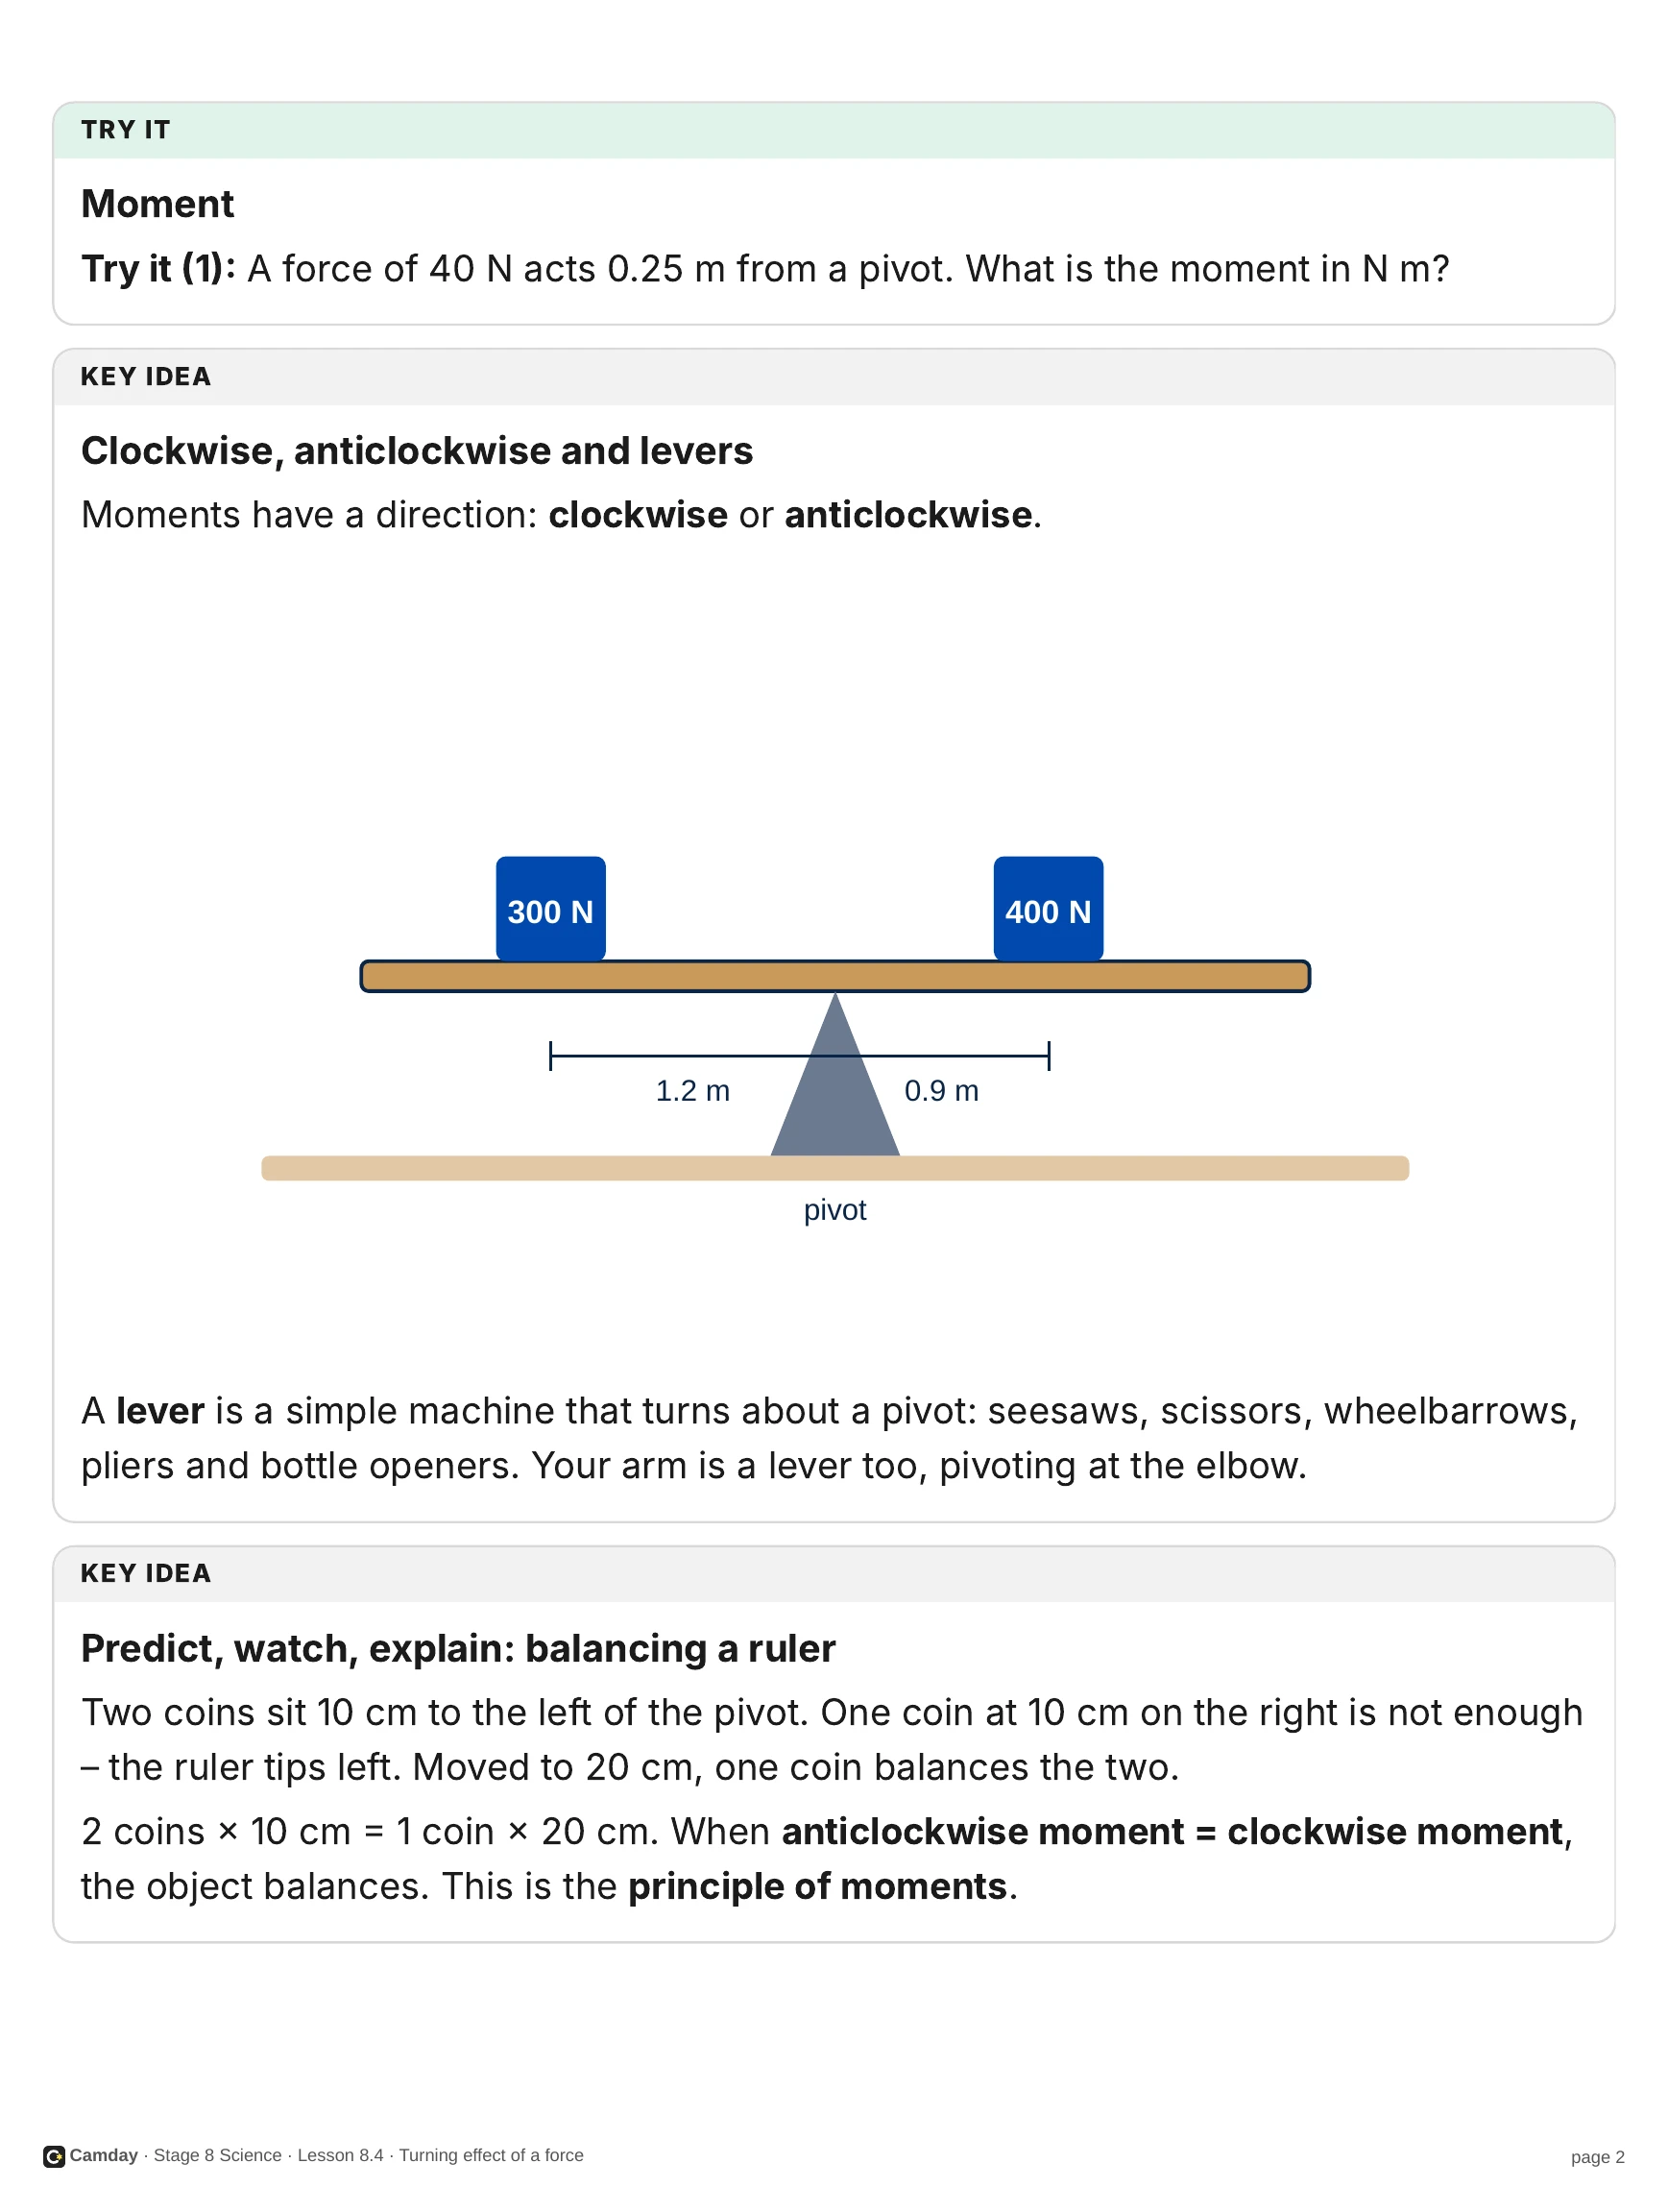 TRY IT
Moment
Try it (1): A force of 40 N acts 0.25 m from a pivot. What is the moment in N m?
KEY IDEA
Clockwise, anticlockwise and levers
Moments have a direction: clockwise or anticlockwise.
300 N
400 N
1.2 m
0.9 m
pivot
A lever is a simple machine that turns about a pivot: seesaws, scissors, wheelbarrows,
pliers and bottle openers. Your arm is a lever too, pivoting at the elbow.
KEY IDEA
Predict, watch, explain: balancing a ruler
Two coins sit 10 cm to the left of the pivot. One coin at 10 cm on the right is not enough
– the ruler tips left. Moved to 20 cm, one coin balances the two.
2 coins × 10 cm = 1 coin × 20 cm. When anticlockwise moment = clockwise moment,
the object balances. This is the principle of moments.
Camday · Stage 8 Science · Lesson 8.4 · Turning effect of a force
page 2